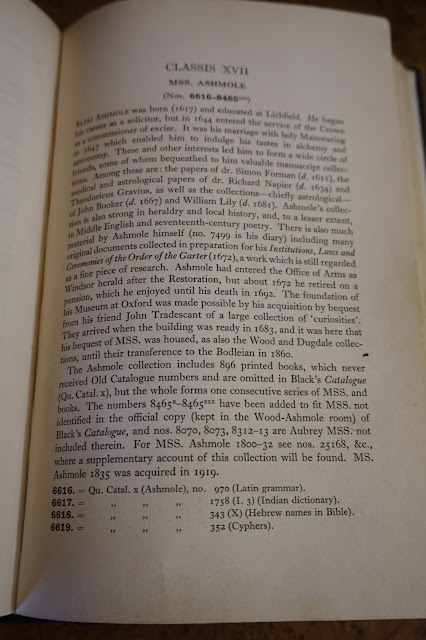 CLASSIS XVII
MSS. ASHMOLE
(Nos. 6616–8465zzz)
ELIAS ASHMOLE was born (1617) and educated at Lichfield. He began
his career as a solicitor, but in 1644 entered the service of the Crown
as a commissioner of excise. It was his marriage with lady Mainwaring
in 1647 which enabled him to indulge his tastes in alchemy and
astronomy. These and other interests led him to form a wide circle of
friends, some of whom bequeathed to him valuable manuscript collec-
tions. Among these are: the papers of dr. Simon Forman (d. 1611), the
medical and astrological papers of dr. Richard Napier (d. 1634) and
Theodoricus Gravius, as well as the collections—chiefly astrological—
of John Booker (d. 1667) and William Lily (d. 1681). Ashmole's collec-
tion is also strong in heraldry and local history, and, to a lesser extent,
in Middle English and seventeenth-century poetry. There is also much
material by Ashmole himself (no. 7499 is his diary) including many
original documents collected in preparation for his Institutions, Laws and
Ceremonies of the Order of the Garter (1672), a work which is still regarded
as a fine piece of research. Ashmole had entered the Office of Arms as
Windsor herald after the Restoration, but about 1672 he retired on a
pension, which he enjoyed until his death in 1692. The foundation of
his Museum at Oxford was made possible by his acquisition by bequest
from his friend John Tradescant of a large collection of 'curiosities'.
They arrived when the building was ready in 1683, and it was here that
his bequest of MSS. was housed, as also the Wood and Dugdale collec-
tions, until their transference to the Bodleian in 1860.
The Ashmole collection includes 896 printed books, which never
received Old Catalogue numbers and are omitted in Black's Catalogue
(Qu. Catal. x), but the whole forms one consecutive series of MSS. and
books. The numbers 8465a–8465zzz have been added to fit MSS. not
identified in the official copy (kept in the Wood-Ashmole room) of
Black's Catalogue, and nos. 8070, 8073, 8312–13 are Aubrey MSS. not
included therein. For MSS. Ashmole 1800–32 see nos. 25168, &c.,
where a supplementary account of this collection will be found. MS.
Ashmole 1835 was acquired in 1919.
6616. = Qu. Catal. x (Ashmole), no. 970 (Latin grammar).
6617. = ,, ,, ,, 1758 (I. 3) (Indian dictionary).
6618. = ,, ,, ,, 343 (X) (Hebrew names in Bible).
6619. = ,, ,, ,, 352 (Cyphers).